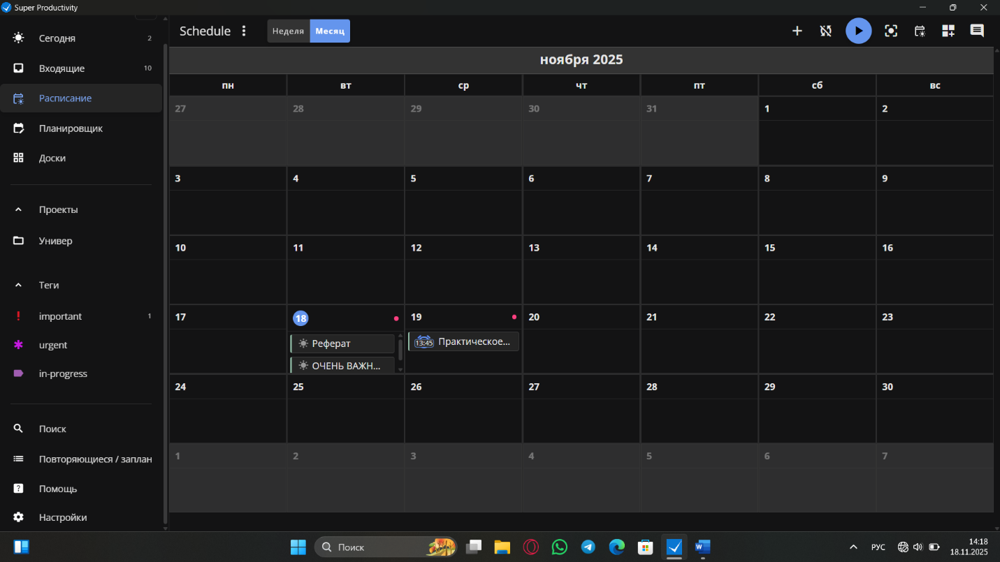 Super Productivity
Сегодня 2
Входящие 10
Расписание
Планировщик
Доски
Проекты
Универ
Теги
important 1
urgent
in-progress
Поиск
Повторяющиеся / заплан
Помощь
Настройки
Schedule Неделя Месяц
ноября 2025
пн вт ср чт пт сб вс
27 28 29 30 31 1 2
3 4 5 6 7 8 9
10 11 12 13 14 15 16
17 18 19 20 21 22 23
Реферат 13:45 Практическое...
ОЧЕНЬ ВАЖН...
24 25 26 27 28 29 30
1 2 3 4 5 6 7
Поиск РУС 14:18
18.11.2025